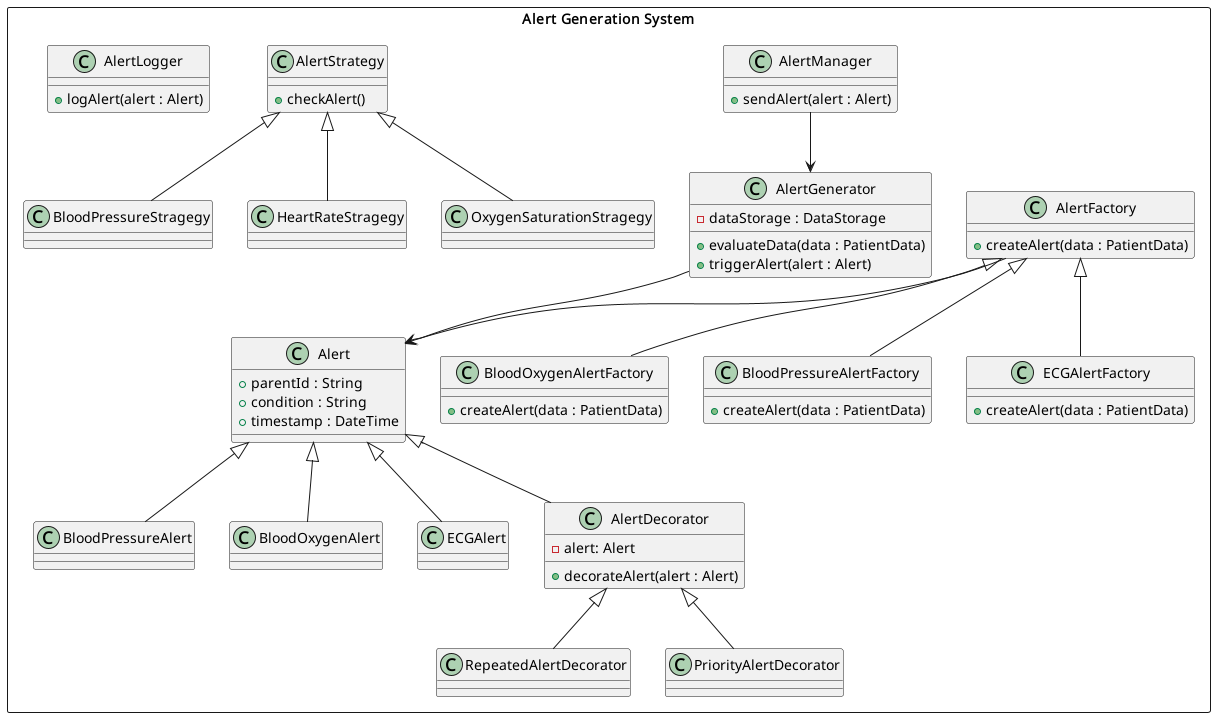 Alert Generation System
C AlertLogger
+logAlert(alert : Alert)
C AlertStrategy
checkAlert()
C AlertManager
sendAlert(alert : Alert)
C BloodPressureStragegy
C HeartRateStragegy
C OxygenSaturationStragegy
C AlertGenerator
dataStorage : DataStorage
evaluateData(data : PatientData)
triggerAlert(alert : Alert)
C AlertFactory
createAlert(data : PatientData)
C Alert
parentId : String
condition : String
timestamp : DateTime
C BloodOxygenAlertFactory
createAlert(data : PatientData)
C BloodPressureAlertFactory
createAlert(data : PatientData)
C ECGAlertFactory
createAlert(data : PatientData)
C BloodPressureAlert
C BloodOxygenAlert
C ECGAlert
C AlertDecorator
alert: Alert
decorateAlert(alert : Alert)
C RepeatedAlertDecorator
C PriorityAlertDecorator